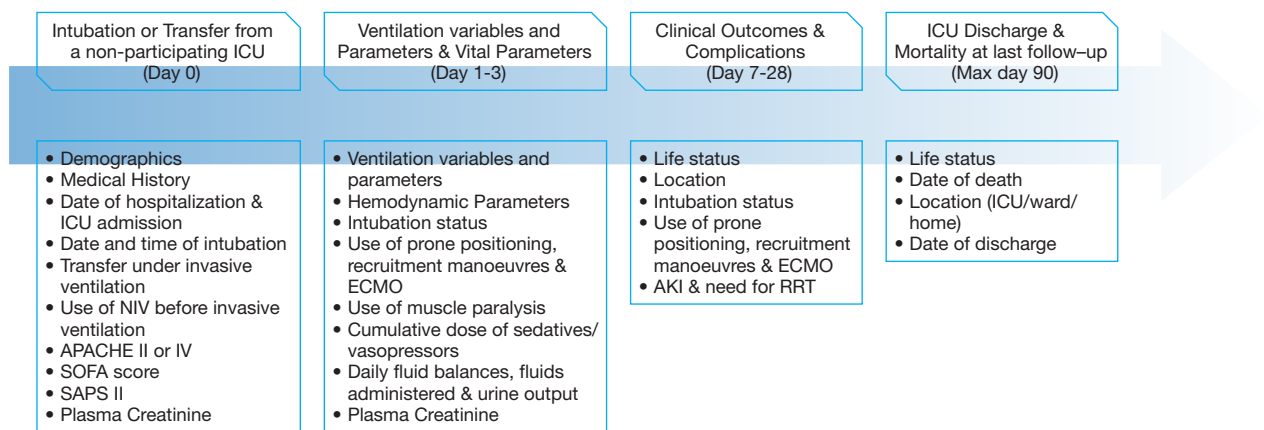 Intubation or Transfer from
a non-participating ICU
(Day 0)
• Demographics
• Medical History
• Date of hospitalization &
ICU admission
• Date and time of intubation
• Transfer under invasive
ventilation
• Use of NIV before invasive
ventilation
• APACHE II or IV
• SOFA score
• SAPS II
• Plasma Creatinine
Ventilation variables and
Parameters & Vital Parameters
(Day 1-3)
• Ventilation variables and
parameters
• Hemodynamic Parameters
• Intubation status
• Use of prone positioning,
recruitment manoeuvres &
ECMO
• Use of muscle paralysis
• Cumulative dose of sedatives/
vasopressors
• Daily fluid balances, fluids
administered & urine output
• Plasma Creatinine
Clinical Outcomes &
Complications
(Day 7-28)
• Life status
• Location
• Intubation status
• Use of prone
positioning, recruitment
manoeuvres & ECMO
• AKI & need for RRT
ICU Discharge &
Mortality at last follow–up
(Max day 90)
• Life status
• Date of death
• Location (ICU/ward/
home)
• Date of discharge